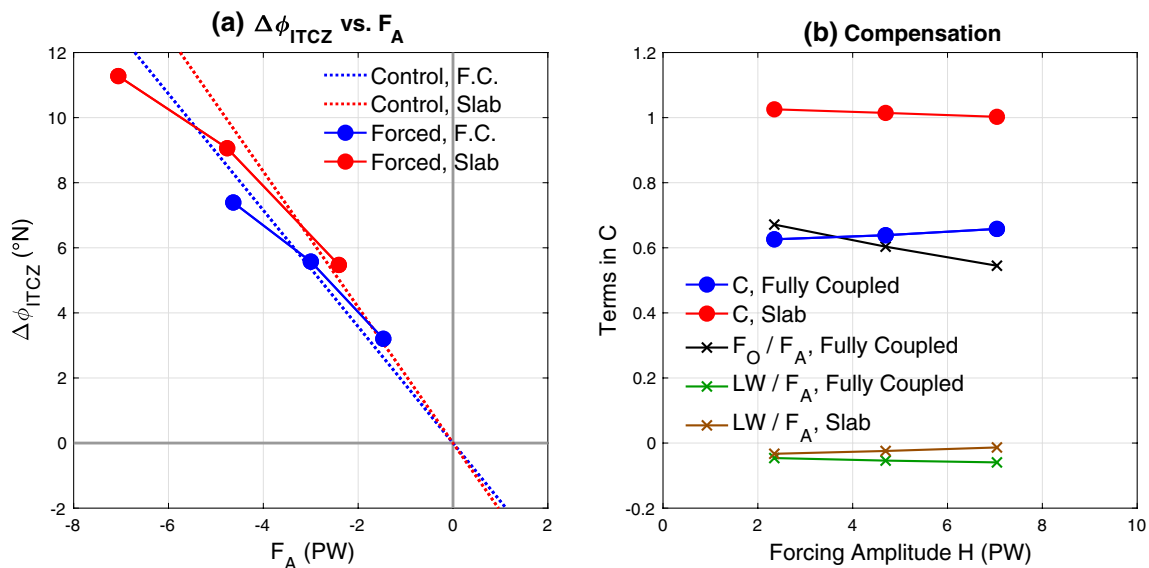 (a) Δϕ_ITCZ vs. F_A
12
10
8
6
4
2
0
-2
-8
-6
-4
-2
0
2
Δϕ_ITCZ (°N)
F_A (PW)
Control, F.C.
Control, Slab
Forced, F.C.
Forced, Slab
(b) Compensation
1.2
1
0.8
0.6
0.4
0.2
0
-0.2
0
2
4
6
8
10
Terms in C
Forcing Amplitude H (PW)
C, Fully Coupled
C, Slab
F_O / F_A, Fully Coupled
LW / F_A, Fully Coupled
LW / F_A, Slab